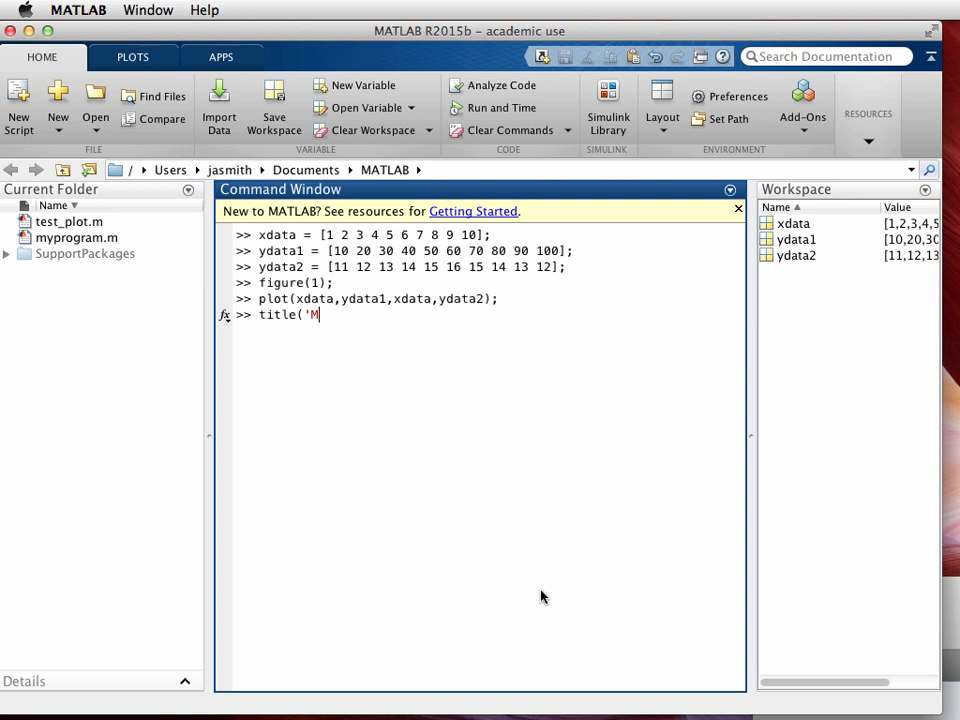 MATLAB Window Help
MATLAB R2015b – academic use
HOME PLOTS APPS
Search Documentation
New Script
New
Open
Find Files
Compare
FILE
Import Data
Save Workspace
New Variable
Open Variable
Clear Workspace
VARIABLE
Analyze Code
Run and Time
Clear Commands
CODE
Simulink Library
SIMULINK
Layout
Preferences
Set Path
Add-Ons
ENVIRONMENT
RESOURCES
/ Users jasmith Documents MATLAB
Current Folder
Name
test_plot.m
myprogram.m
SupportPackages
Details
Command Window
New to MATLAB? See resources for Getting Started.
>> xdata = [1 2 3 4 5 6 7 8 9 10];
>> ydata1 = [10 20 30 40 50 60 70 80 90 100];
>> ydata2 = [11 12 13 14 15 16 15 14 13 12];
>> figure(1);
>> plot(xdata,ydata1,xdata,ydata2);
fx >> title('M
Workspace
Name Value
xdata [1,2,3,4,5
ydata1 [10,20,30
ydata2 [11,12,13